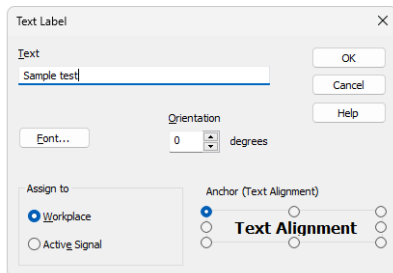 Text Label
Text
OK
Sample test
Cancel
Orientation
Help
Font...
0
degrees
Assign to
Anchor (Text Alignment)
Workplace
Text Alignment
Active Signal